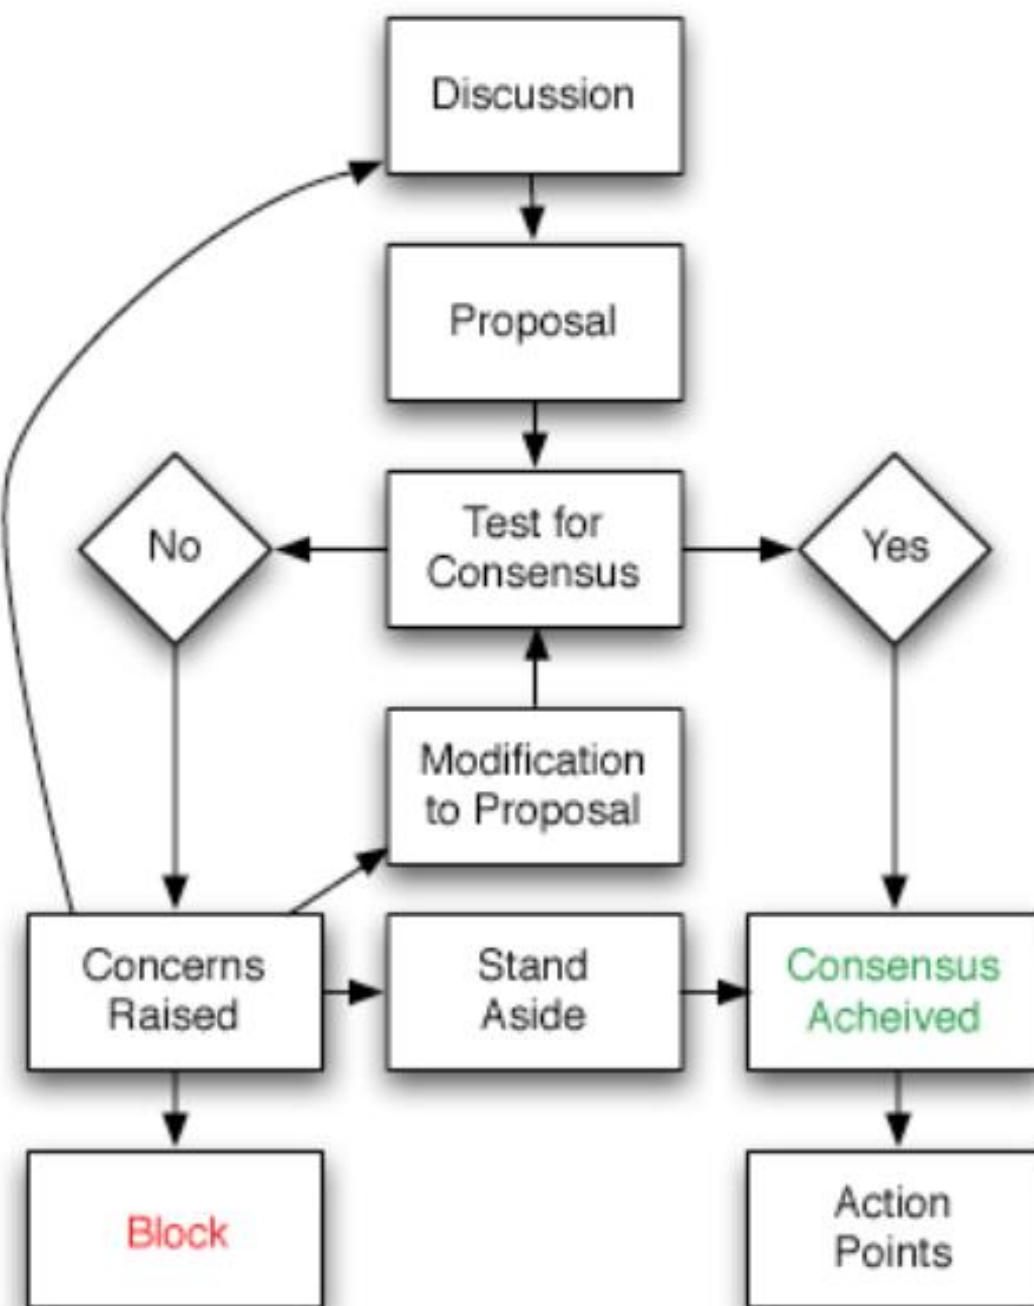 Discussion
Proposal
No
Test for
Consensus
Yes
Modification
to Proposal
Concerns
Raised
Stand
Aside
Consensus
Acheived
Block
Action
Points